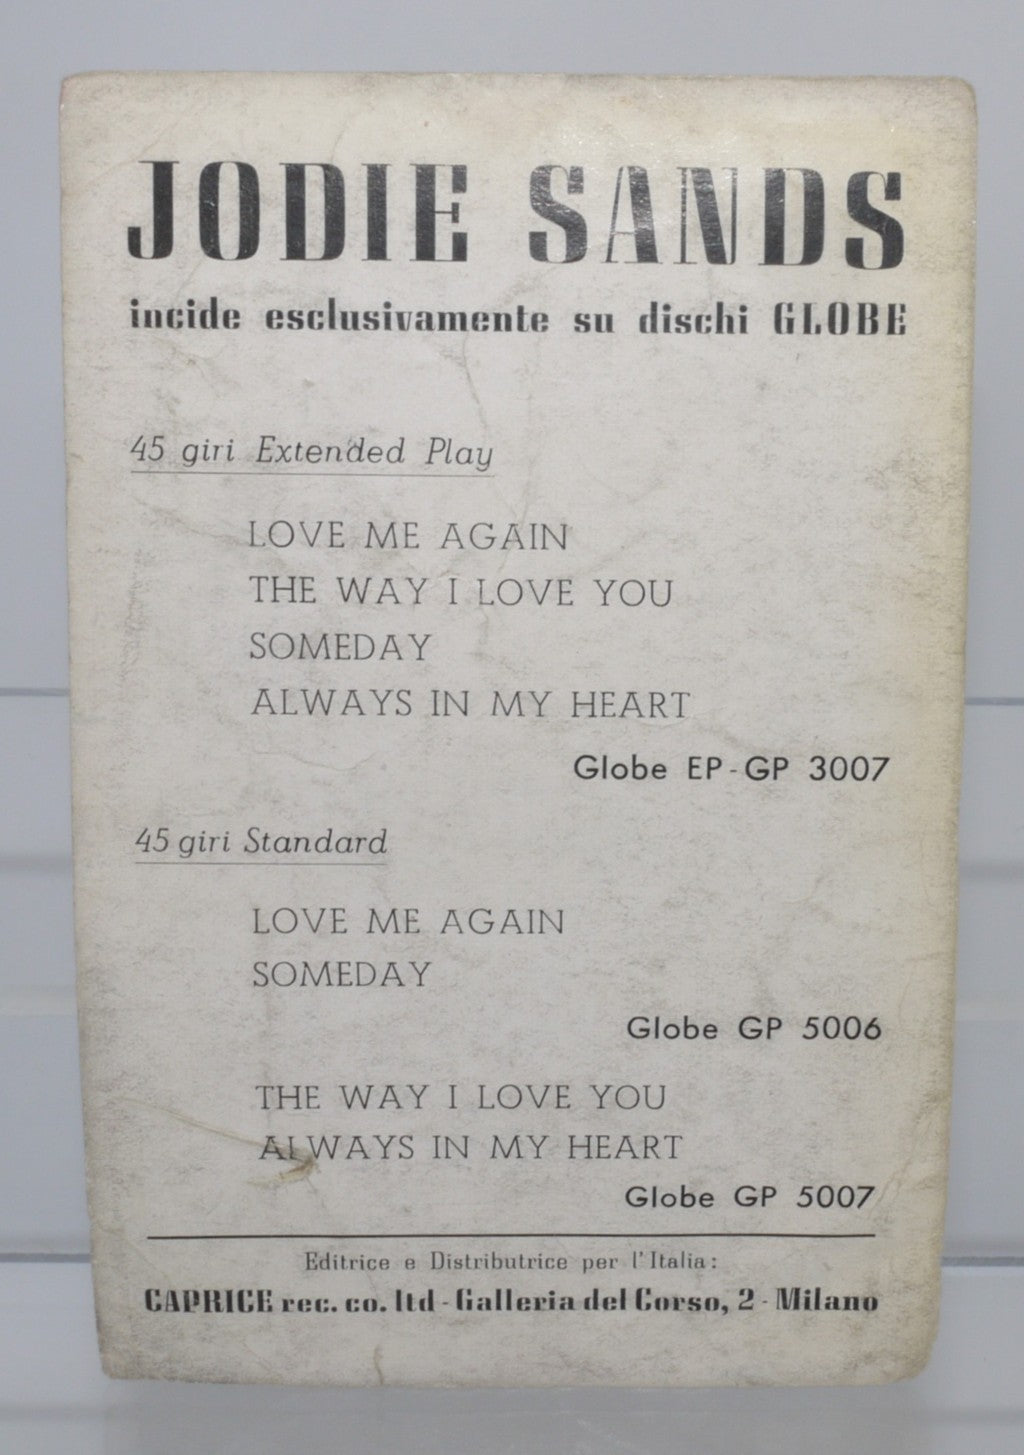 JODIE SANDS
incide esclusivamente su dischi GLOBE
45 giri Extended Play
LOVE ME AGAIN
THE WAY I LOVE YOU
SOMEDAY
ALWAYS IN MY HEART
Globe EP - GP 3007
45 giri Standard
LOVE ME AGAIN
SOMEDAY
Globe GP 5006
THE WAY I LOVE YOU
ALWAYS IN MY HEART
Globe GP 5007
Editrice e Distributrice per l'Italia:
CAPRICE rec. co. ltd - Galleria del Corso, 2 - Milano